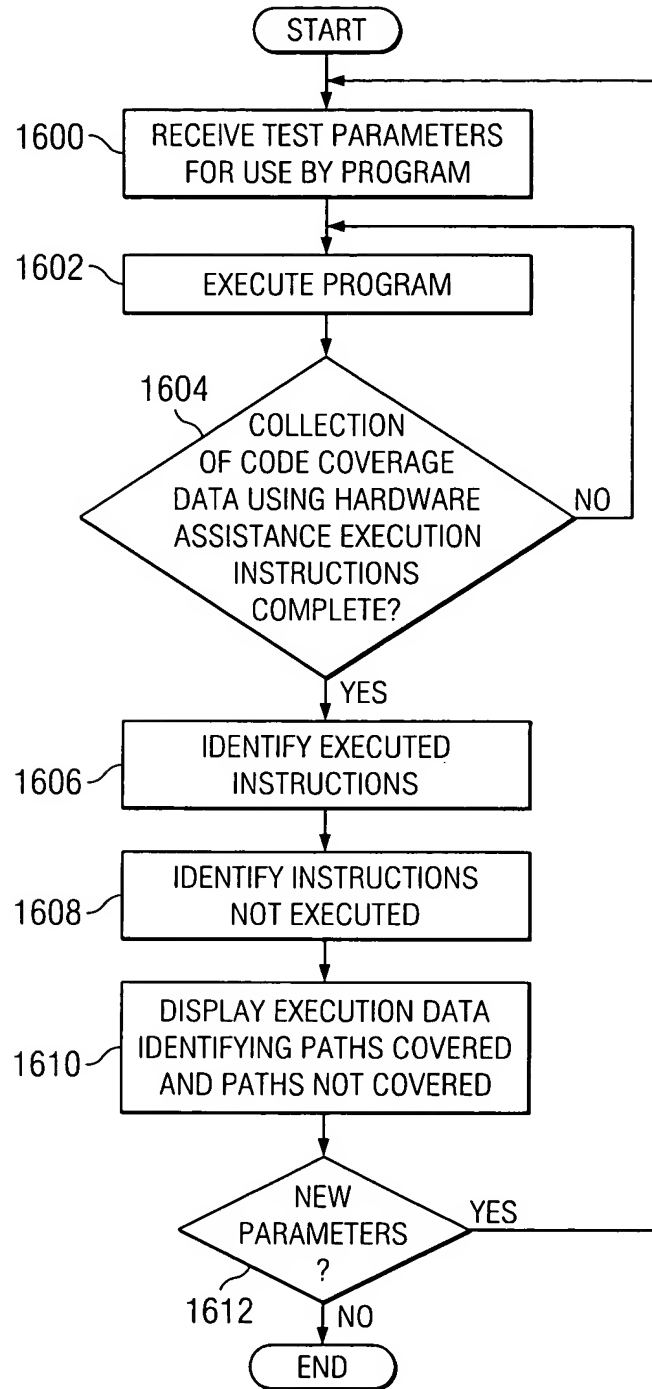 START
1600
RECEIVE TEST PARAMETERS
FOR USE BY PROGRAM
1602
EXECUTE PROGRAM
1604
COLLECTION
OF CODE COVERAGE
DATA USING HARDWARE
ASSISTANCE EXECUTION
INSTRUCTIONS
COMPLETE?
NO
YES
1606
IDENTIFY EXECUTED
INSTRUCTIONS
1608
IDENTIFY INSTRUCTIONS
NOT EXECUTED
1610
DISPLAY EXECUTION DATA
IDENTIFYING PATHS COVERED
AND PATHS NOT COVERED
NEW
PARAMETERS
?
YES
1612
NO
END